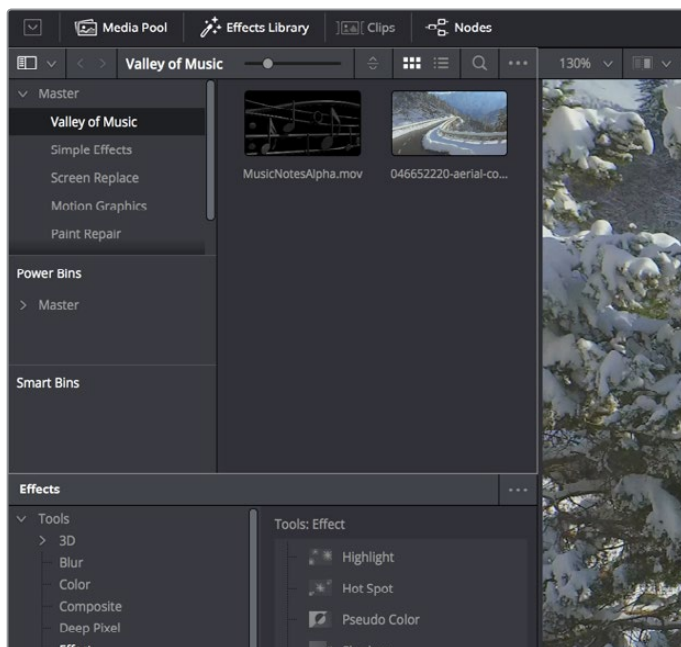 Media Pool
Effects Library
Clips
Nodes
Valley of Music
130%
Master
Valley of Music
Simple Effects
Screen Replace
Motion Graphics
Paint Repair
MusicNotesAlpha.mov
046652220-aerial-co...
Power Bins
Master
Smart Bins
Effects
Tools
3D
Blur
Color
Composite
Deep Pixel
Tools: Effect
Highlight
Hot Spot
Pseudo Color